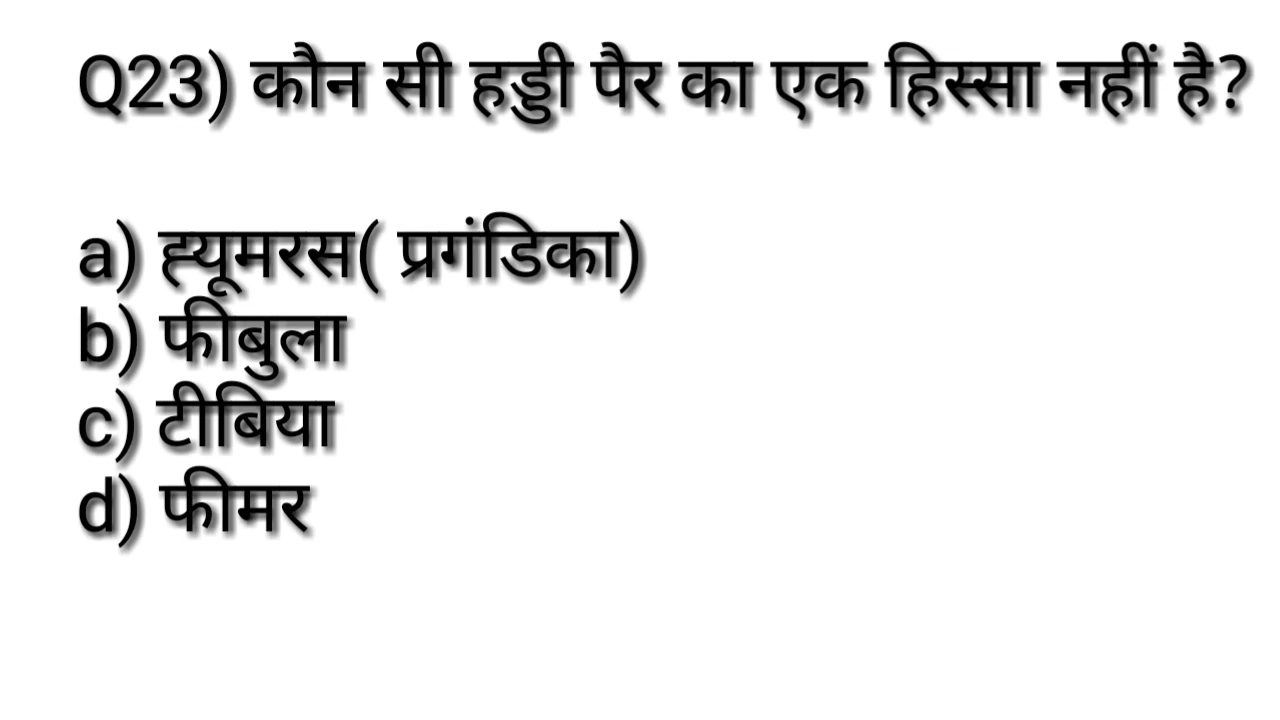 Q23) कौन सी हड्डी पैर का एक हिस्सा नहीं है?
a) ह्यूमरस( प्रगंडिका)
b) फीबुला
c) टीबिया
d) फीमर